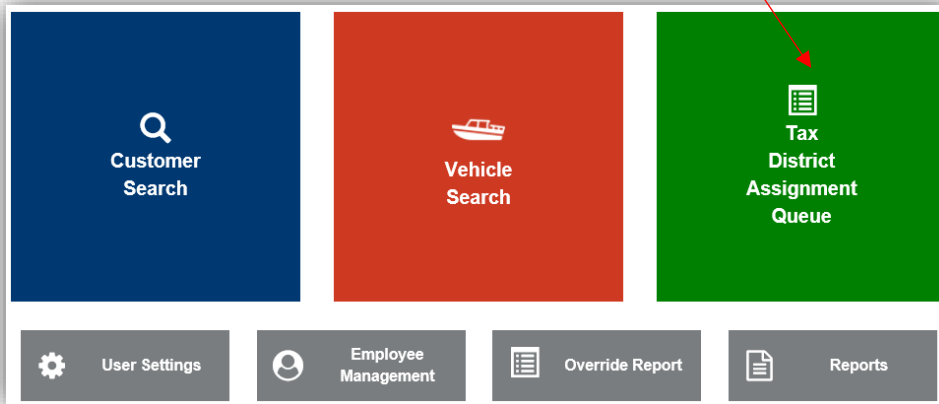 Customer
Search
Vehicle
Search
Tax
District
Assignment
Queue
User Settings
Employee
Management
Override Report
Reports